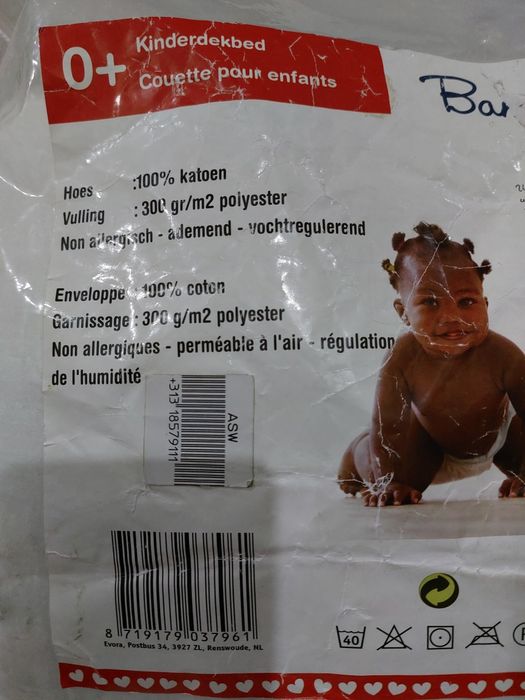 0+
Kinderdekbed
Couette pour enfants
Hoes :100% katoen
Vulling :300 gr/m2 polyester
Non allergisch - ademend - vochtregulerend
Enveloppe :100% coton
Garnissage : 300 g/m2 polyester
Non allergiques - perméable à l'air - régulation
de l'humidité
ASW
+313 18579111
8 719179 037961
Evora, Postbus 34, 3927 ZL, Renswoude, NL
40